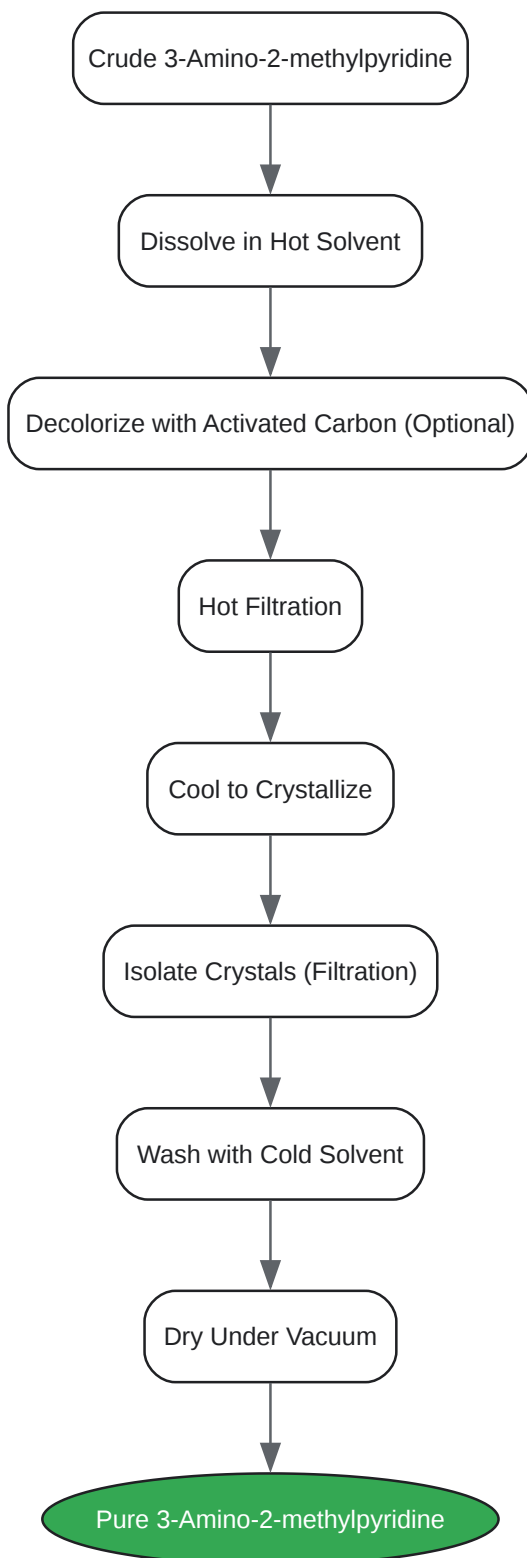 Crude 3-Amino-2-methylpyridine
Dissolve in Hot Solvent
Decolorize with Activated Carbon (Optional)
Hot Filtration
Cool to Crystallize
Isolate Crystals (Filtration)
Wash with Cold Solvent
Dry Under Vacuum
Pure 3-Amino-2-methylpyridine